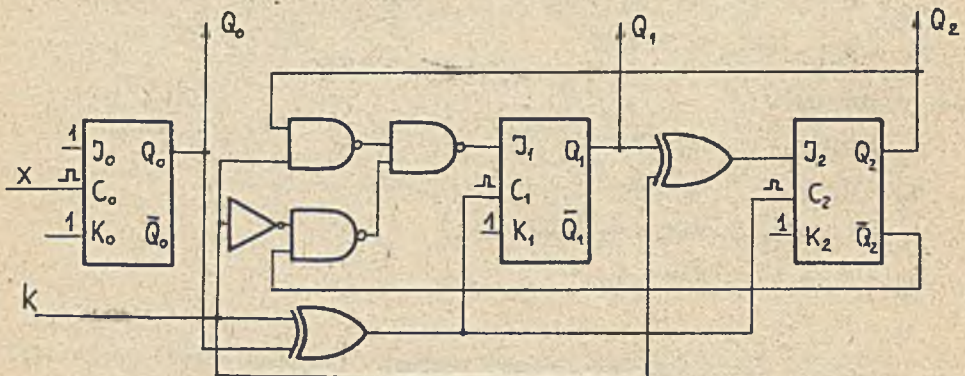 Q₀
Q₁
Q₂
1 J₀ Q₀
X C₀
1 K₀ Q̄₀
J₁ Q₁
C₁
1 K₁ Q̄₁
J₂ Q₂
C₂
1 K₂ Q̄₂
K